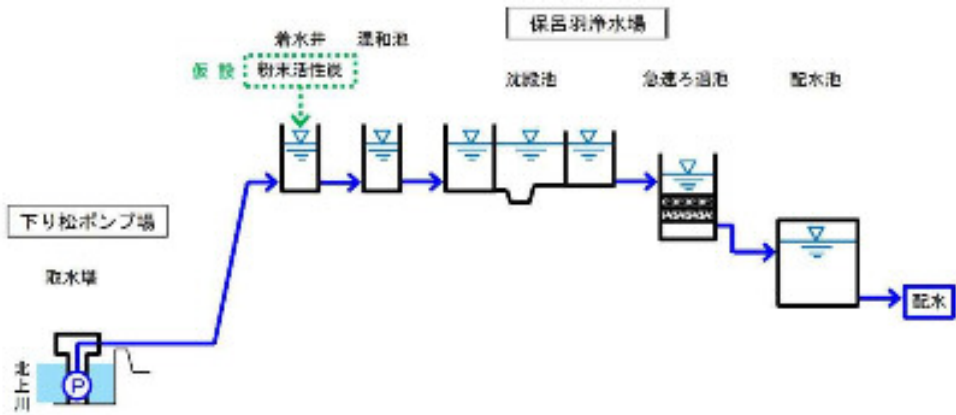 保呂羽浄水場
着水井
混和池
仮設
粉末活性炭
沈殿池
急速ろ過池
配水池
下り松ポンプ場
取水場
北上川
P
配水